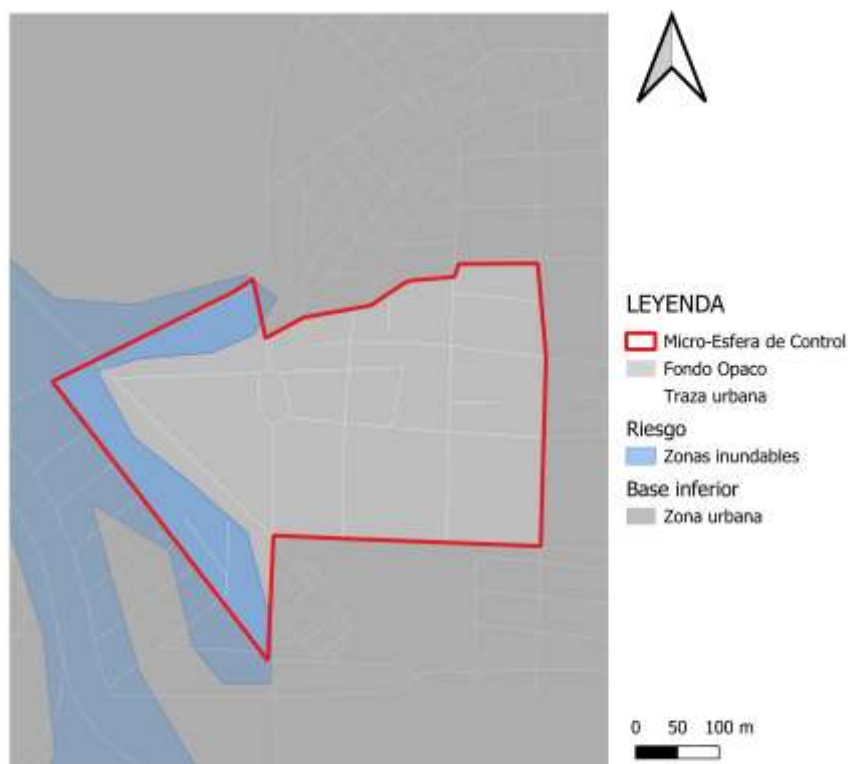 LEYENDA
Micro-Esfera de Control
Fondo Opaco
Traza urbana
Riesgo
Zonas inundables
Base inferior
Zona urbana
0 50 100 m